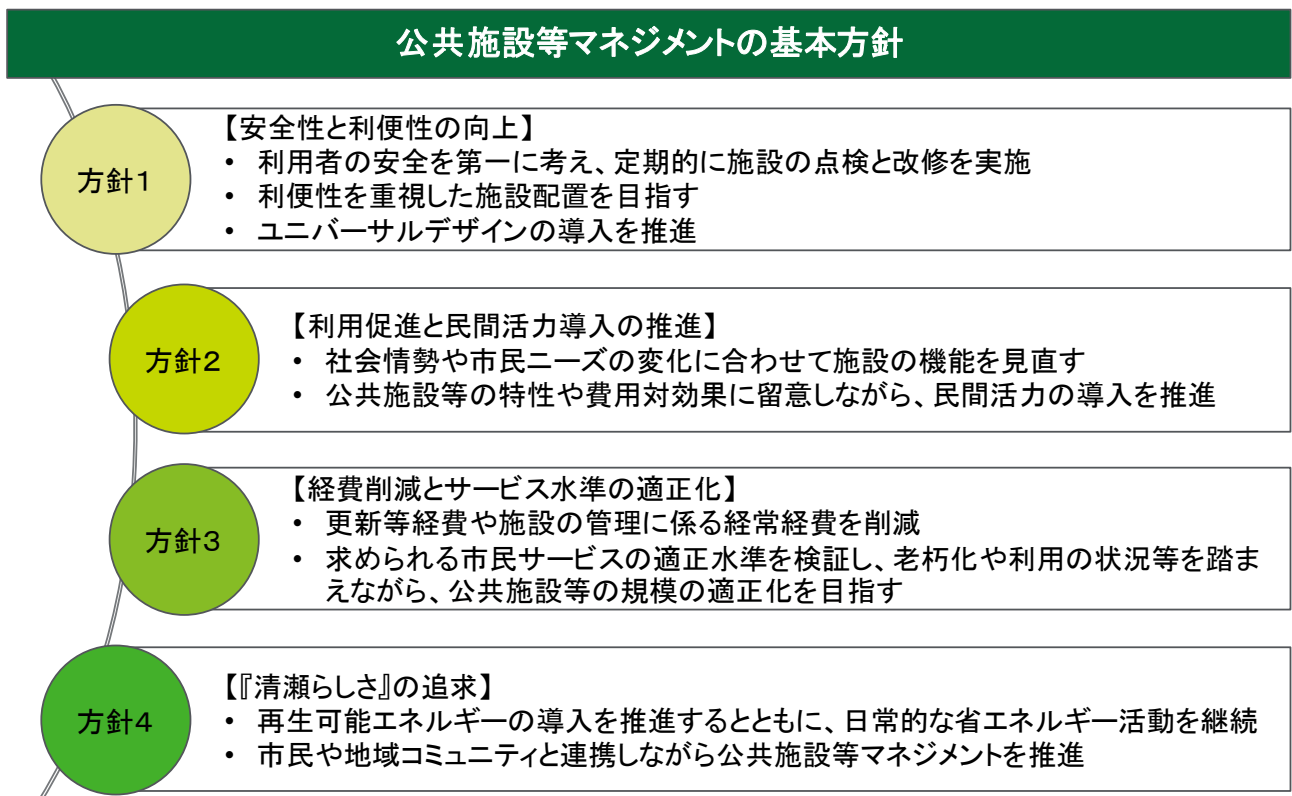 公共施設等マネジメントの基本方針
方針1
【安全性と利便性の向上】
• 利用者の安全を第一に考え、定期的に施設の点検と改修を実施
• 利便性を重視した施設配置を目指す
• ユニバーサルデザインの導入を推進
方針2
【利用促進と民間活力導入の推進】
• 社会情勢や市民ニーズの変化に合わせて施設の機能を見直す
• 公共施設等の特性や費用対効果に留意しながら、民間活力の導入を推進
方針3
【経費削減とサービス水準の適正化】
• 更新等経費や施設の管理に係る経常経費を削減
• 求められる市民サービスの適正水準を検証し、老朽化や利用の状況等を踏ま
えながら、公共施設等の規模の適正化を目指す
方針4
【『清瀬らしさ』の追求】
• 再生可能エネルギーの導入を推進するとともに、日常的な省エネルギー活動を継続
• 市民や地域コミュニティと連携しながら公共施設等マネジメントを推進